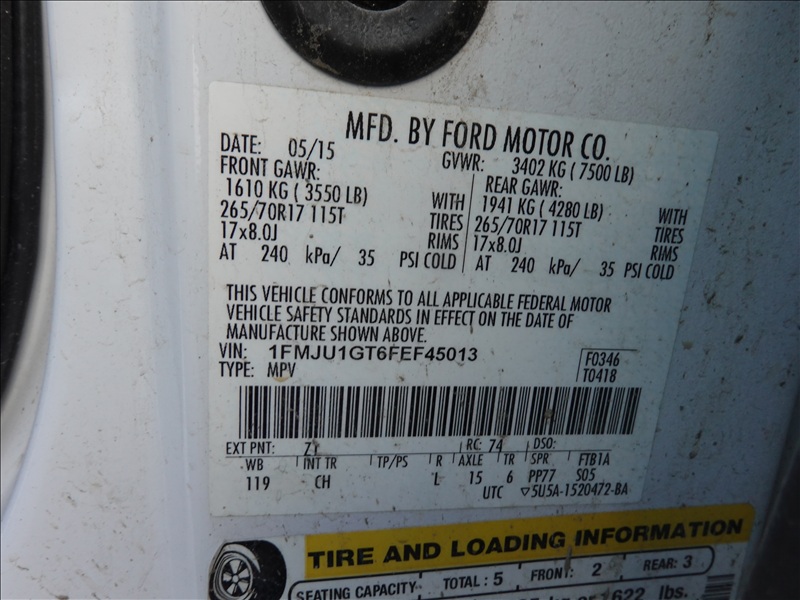 MFD. BY FORD MOTOR CO.
DATE: 05/15 GVWR: 3402 KG ( 7500 LB)
FRONT GAWR: REAR GAWR:
1610 KG ( 3550 LB) WITH 1941 KG ( 4280 LB) WITH
265/70R17 115T TIRES 265/70R17 115T TIRES
17x8.0J RIMS 17x8.0J RIMS
AT 240 kPa/ 35 PSI COLD AT 240 kPa/ 35 PSI COLD
THIS VEHICLE CONFORMS TO ALL APPLICABLE FEDERAL MOTOR
VEHICLE SAFETY STANDARDS IN EFFECT ON THE DATE OF
MANUFACTURE SHOWN ABOVE.
VIN: 1FMJU1GT6FEF45013 F0346
TYPE: MPV T0418
EXT PNT: RC: 74 DSO:
WB INT TR TP/PS R AXLE TR SPR FTB1A
119 CH L 15 6 PP77 S05
UTC ▽5U5A-1520472-BA
TIRE AND LOADING INFORMATION
SEATING CAPACITY TOTAL : 5 FRONT: 2 REAR: 3
622 lbs.